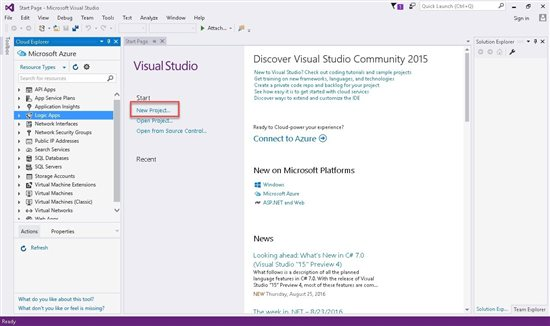 Start Page - Microsoft Visual Studio
Quick Launch (Ctrl+Q)
File Edit View Debug Team Tools Test Analyze Window Help
Sign in
Attach...
Toolbox
Cloud Explorer
Microsoft Azure
Resource Types
Search for resources
API Apps
App Service Plans
Application Insights
Logic Apps
Network Interfaces
Network Security Groups
Public IP Addresses
Search Services
SQL Databases
SQL Servers
Storage Accounts
Virtual Machine Extensions
Virtual Machines
Virtual Machines (Classic)
Virtual Networks
Web Apps
Actions Properties
Refresh
What do you like about this tool?
What don't you like or feel is missing?
Start Page
Visual Studio
Start
New Project...
Open Project...
Open from Source Control...
Recent
Discover Visual Studio Community 2015
New to Visual Studio? Check out coding tutorials and sample projects
Get training on new frameworks, languages, and technologies
Create a private code repo and backlog for your project
See how easy it is to get started with cloud services
Discover ways to extend and customize the IDE
Ready to Cloud-power your experience?
Connect to Azure
New on Microsoft Platforms
Windows
Microsoft Azure
ASP.NET and Web
News
Looking ahead: What's New in C# 7.0
(Visual Studio "15" Preview 4)
What follows is a description of all the planned
language features in C# 7.0. With the release of Visual
Studio "15" Preview 4, most of these features are com...
NEW Thursday, August 25, 2016
The week in .NET – 8/23/2016
Solution Explorer
Solution Exp... Team Explorer
Ready